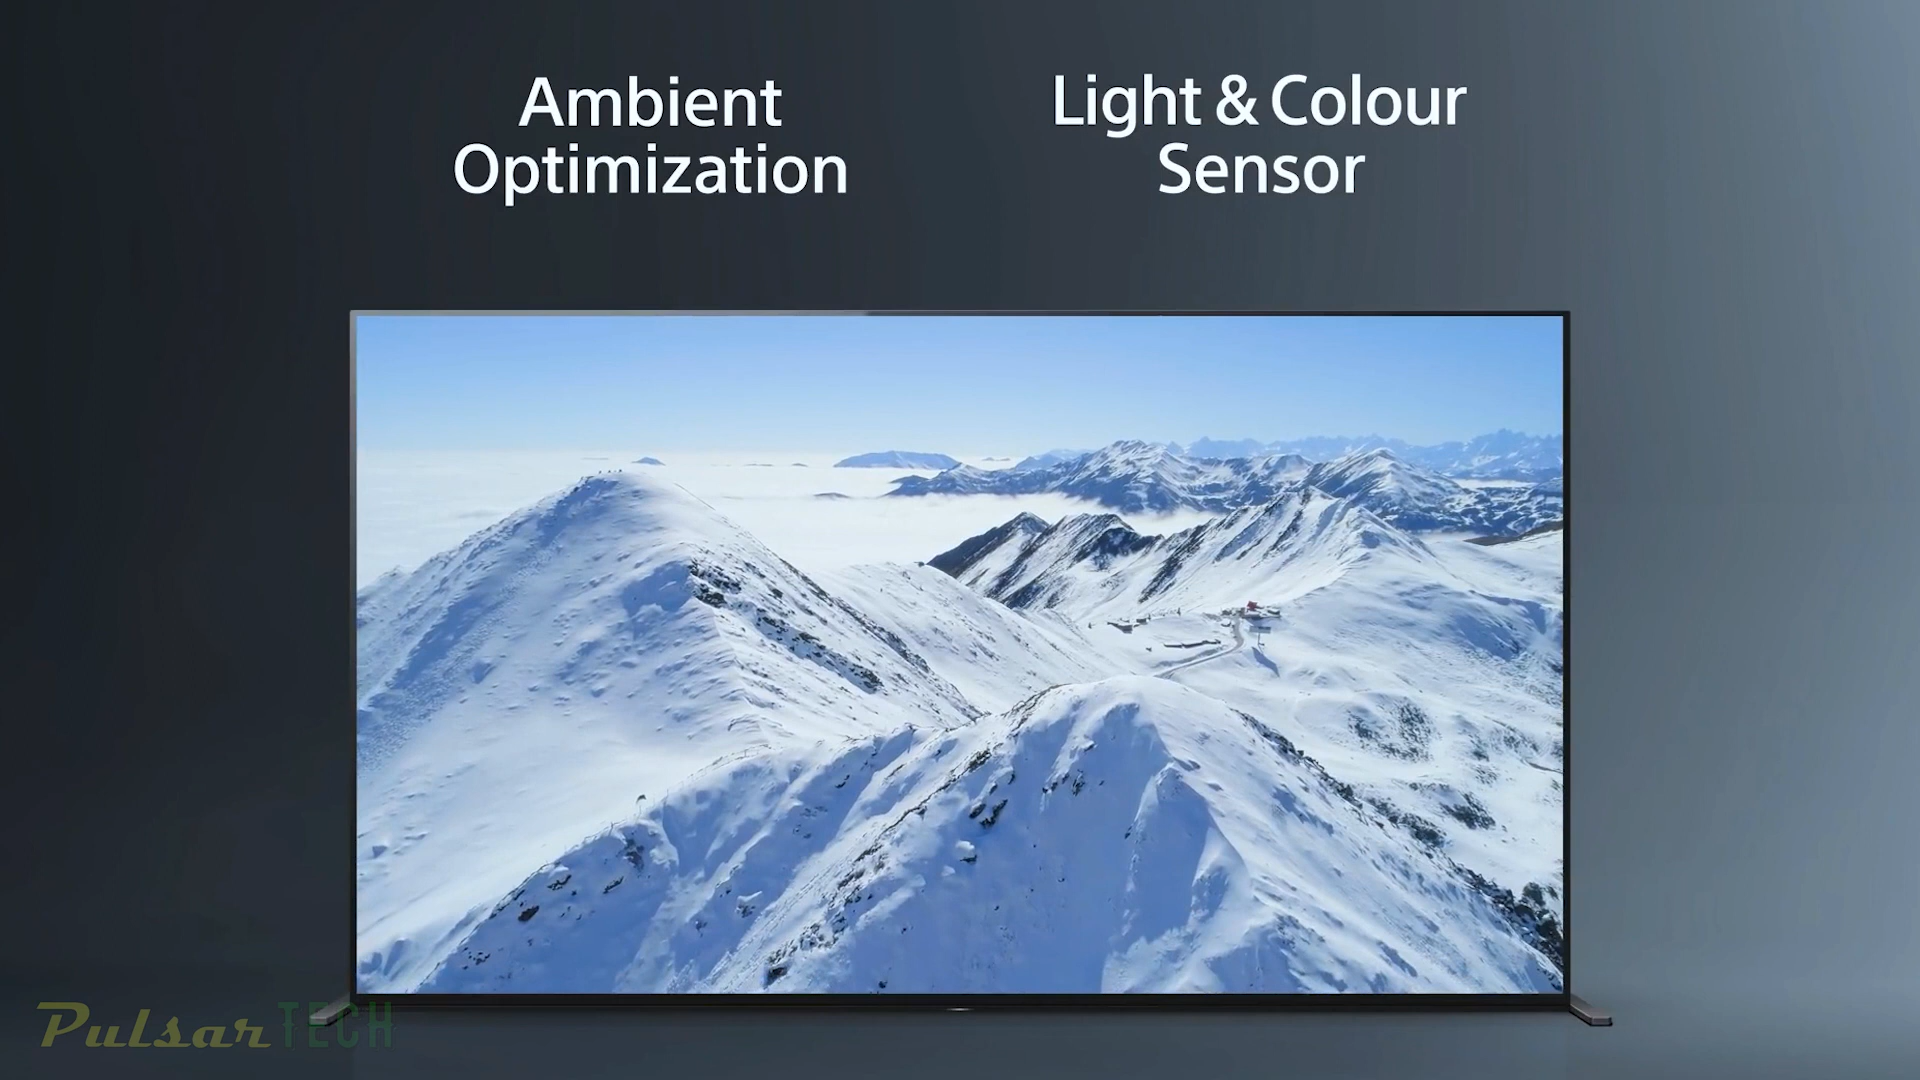 Ambient
Optimization
Light & Colour
Sensor
PulsarTECH